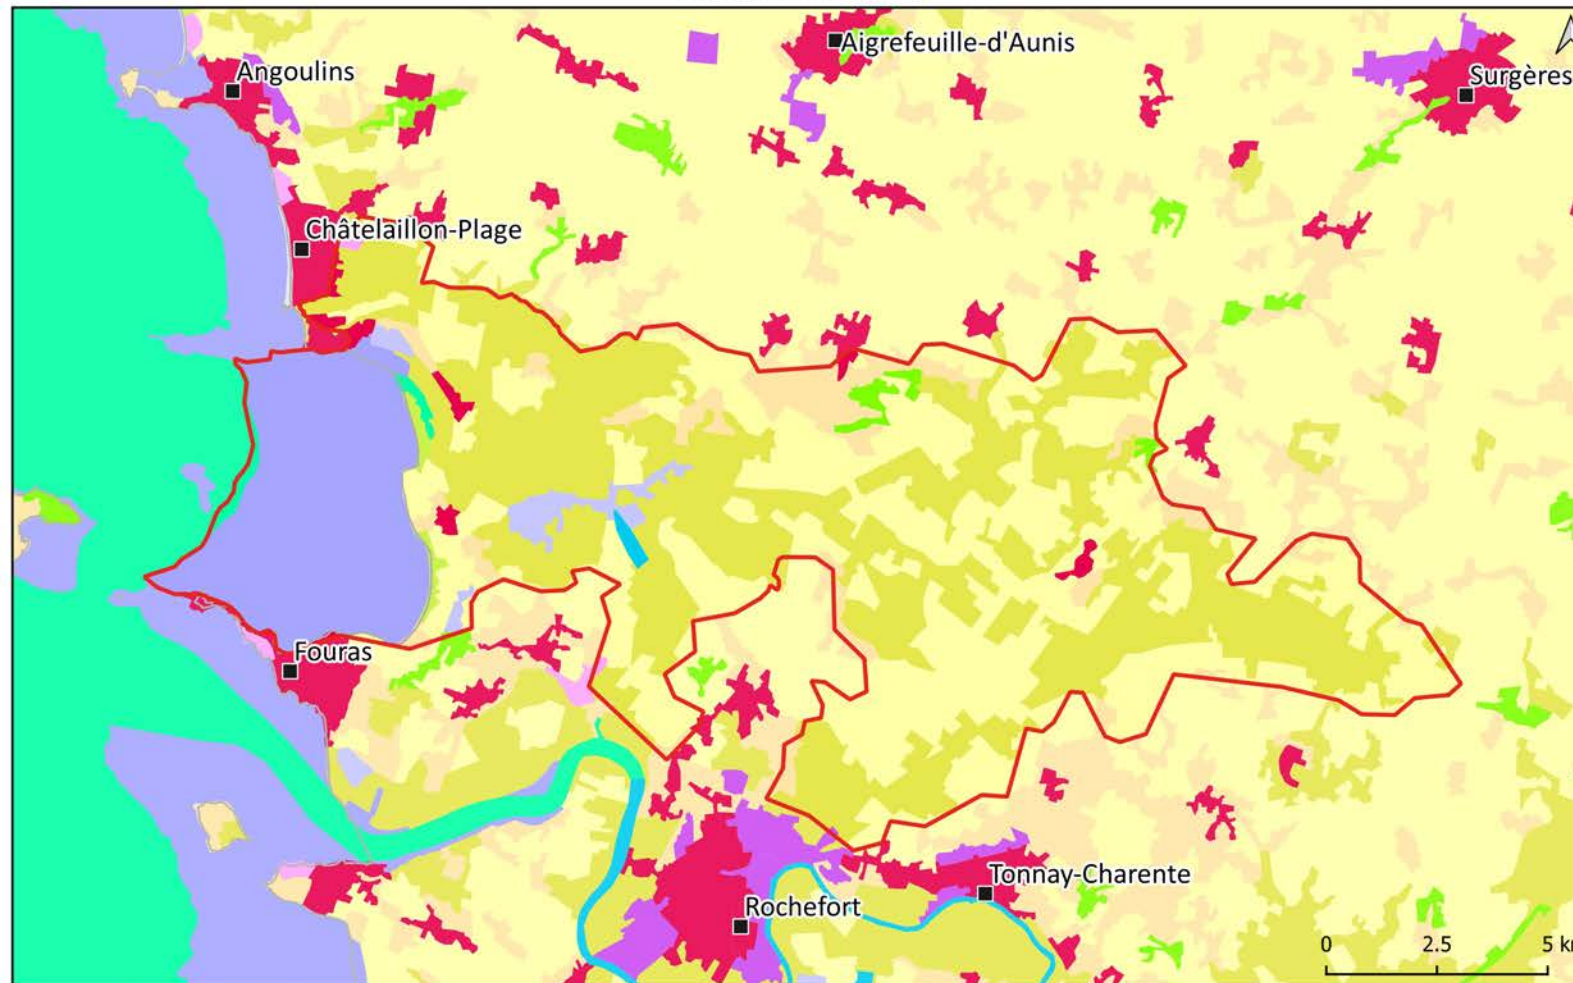 Aigrefeuille-d'Aunis
Angoulins
Surgères
Châtelaillon-Plage
Fouras
Tonnay-Charente
Rochefort
0 2.5 5 km